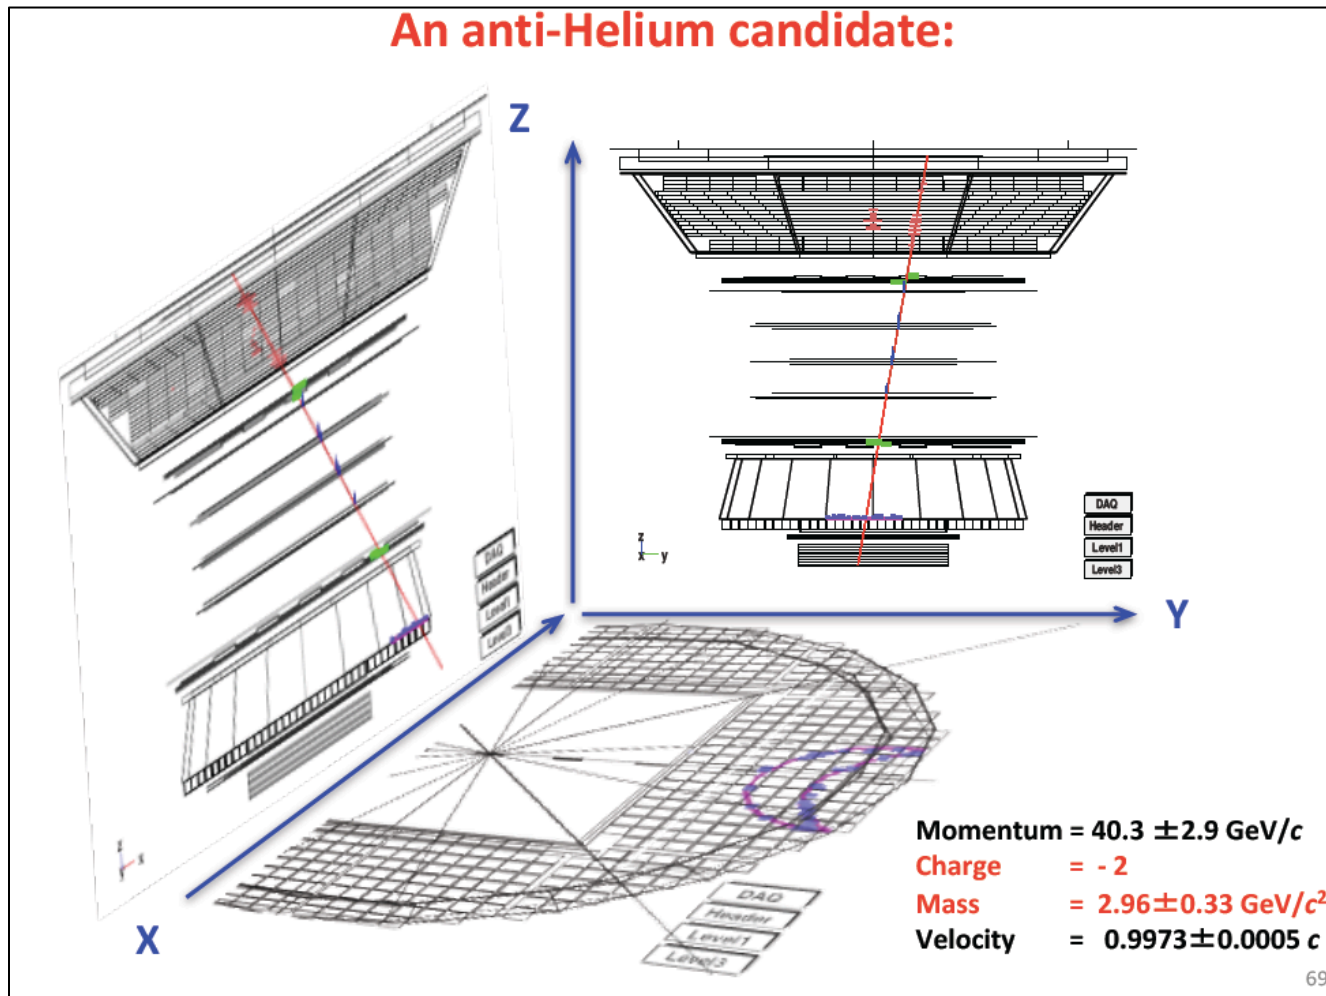 An anti-Helium candidate:
Z
DAQ
Header
Level1
Level3
z
x y
DAQ
Header
Level1
Level3
Y
z
x
y
X
DAQ
Header
Level1
Level3
Momentum = 40.3 ±2.9 GeV/c
Charge = - 2
Mass = 2.96±0.33 GeV/c²
Velocity = 0.9973±0.0005 c
69